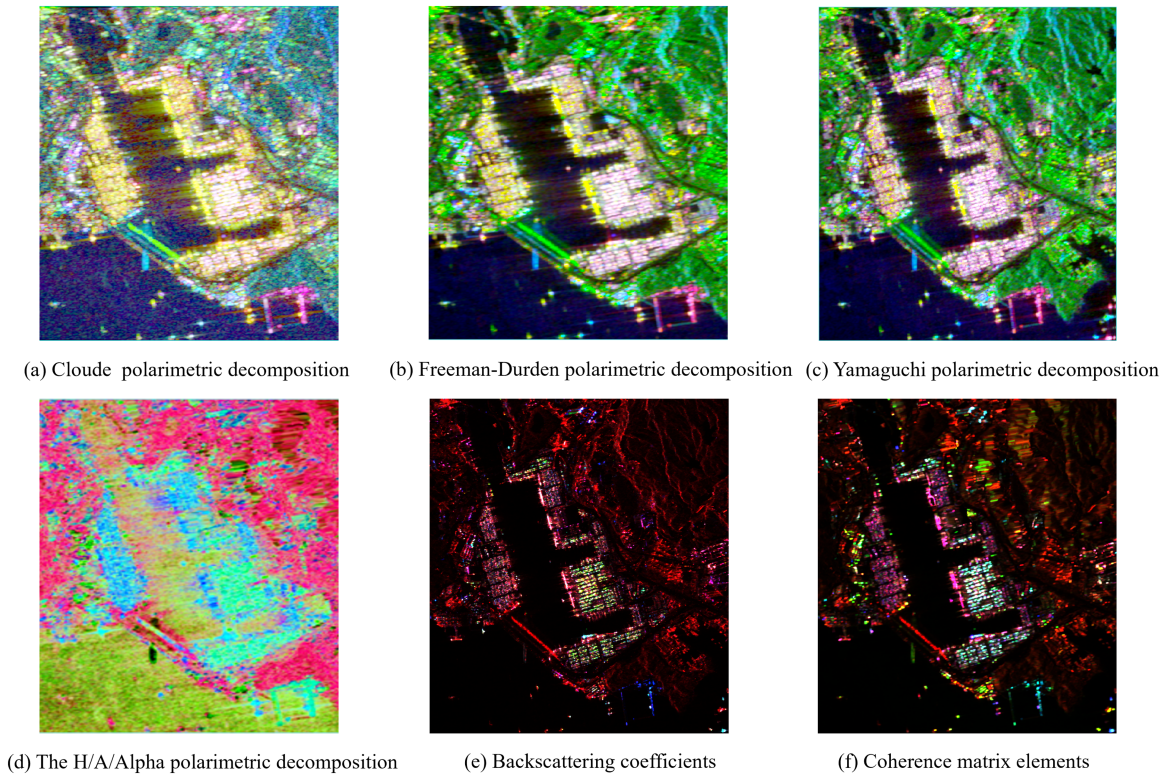 (a) Cloude polarimetric decomposition
(b) Freeman-Durden polarimetric decomposition
(c) Yamaguchi polarimetric decomposition
(d) The H/A/Alpha polarimetric decomposition
(e) Backscattering coefficients
(f) Coherence matrix elements